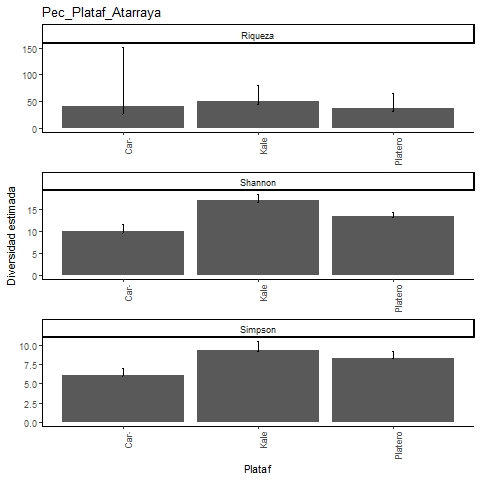 Pec_Plataf_Atarraya
Riqueza
150
100
50
0
Car-
Kale
Platero
Shannon
15
10
5
0
Car-
Kale
Platero
Simpson
10.0
7.5
5.0
2.5
0.0
Car-
Kale
Platero
Diversidad estimada
Plataf